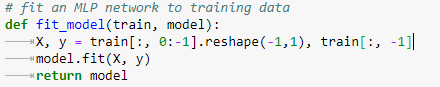 # fit an MLP network to training data
def fit_model(train, model):
X, y = train[:, 0:-1].reshape(-1,1), train[:, -1]
model.fit(X, y)
return model